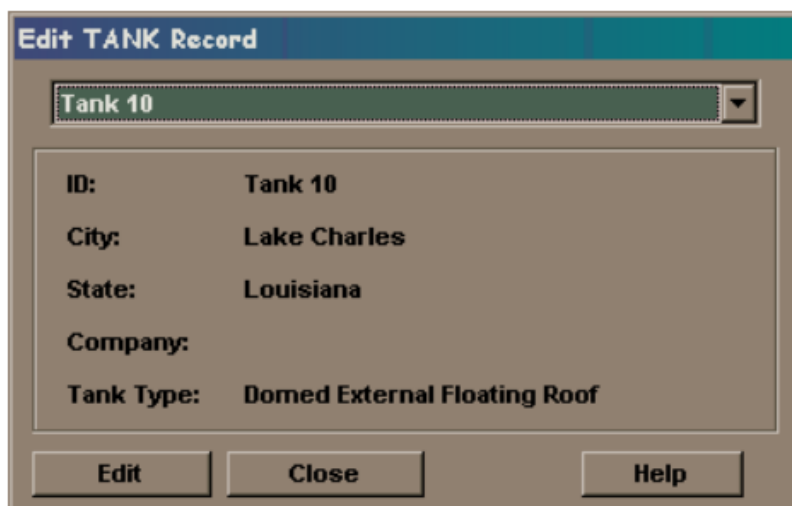 Edit TANK Record
Tank 10
ID: Tank 10
City: Lake Charles
State: Louisiana
Company:
Tank Type: Domed External Floating Roof
Edit Close Help